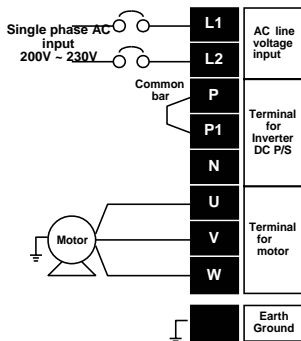 Single phase AC
input
200V ~ 230V
L1
AC line
voltage
input
L2
Common
bar
P
Terminal
for
Inverter
DC P/S
P1
N
U
Motor
V
Terminal
for
motor
W
Earth
Ground